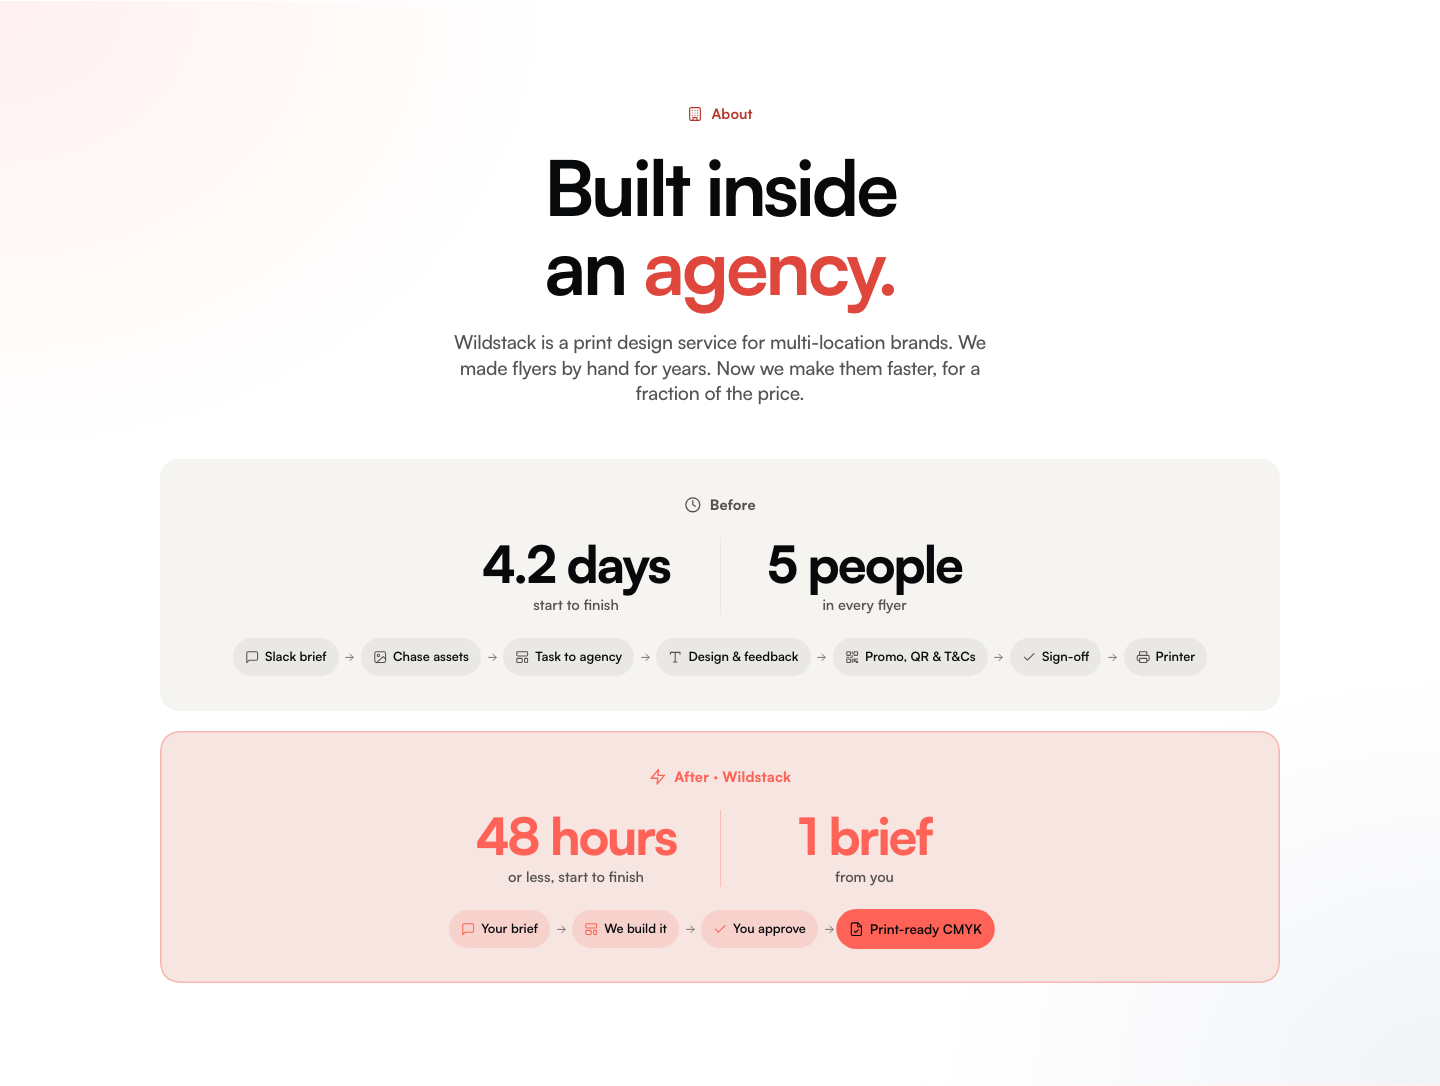 About
Built inside
an agency.
Wildstack is a print design service for multi-location brands. We
made flyers by hand for years. Now we make them faster, for a
fraction of the price.
Before
4.2 days
start to finish
5 people
in every flyer
Slack brief → Chase assets → Task to agency → Design & feedback → Promo, QR & T&Cs → Sign-off → Printer
After · Wildstack
48 hours
or less, start to finish
1 brief
from you
Your brief → We build it → You approve → Print-ready CMYK